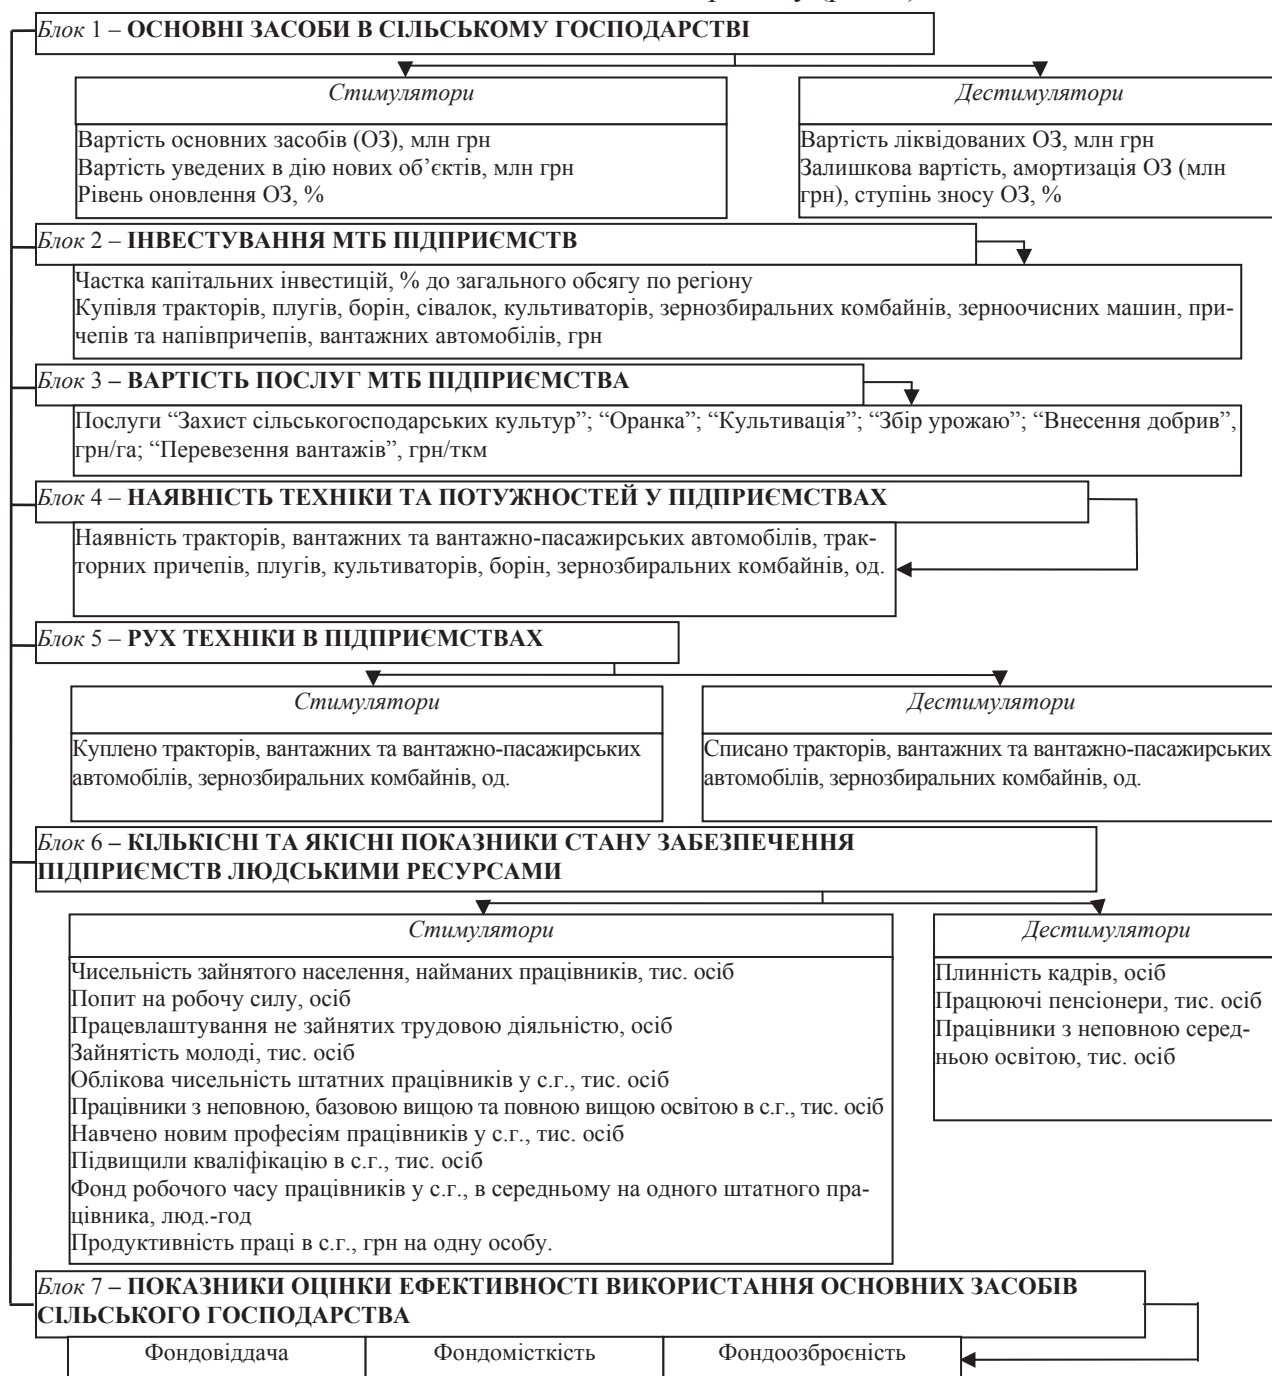 Блок 1 – ОСНОВНІ ЗАСОБИ В СІЛЬСЬКОМУ ГОСПОДАРСТВІ
Стимулятори
Вартість основних засобів (ОЗ), млн грн
Вартість уведених в дію нових об’єктів, млн грн
Рівень оновлення ОЗ, %
Дестимулятори
Вартість ліквідованих ОЗ, млн грн
Залишкова вартість, амортизація ОЗ (млн
грн), ступінь зносу ОЗ, %
Блок 2 – ІНВЕСТУВАННЯ МТБ ПІДПРИЄМСТВ
Частка капітальних інвестицій, % до загального обсягу по регіону
Купівля тракторів, плугів, борін, сівалок, культиваторів, зернозбиральних комбайнів, зерноочисних машин, при-
чепів та напівпричепів, вантажних автомобілів, грн
Блок 3 – ВАРТІСТЬ ПОСЛУГ МТБ ПІДПРИЄМСТВА
Послуги “Захист сільськогосподарських культур”; “Оранка”; “Культивація”; “Збір урожаю”; “Внесення добрив”,
грн/га; “Перевезення вантажів”, грн/ткм
Блок 4 – НАЯВНІСТЬ ТЕХНІКИ ТА ПОТУЖНОСТЕЙ У ПІДПРИЄМСТВАХ
Наявність тракторів, вантажних та вантажно-пасажирських автомобілів, трак-
торних причепів, плугів, культиваторів, борін, зернозбиральних комбайнів, од.
Блок 5 – РУХ ТЕХНІКИ В ПІДПРИЄМСТВАХ
Стимулятори
Куплено тракторів, вантажних та вантажно-пасажирських
автомобілів, зернозбиральних комбайнів, од.
Дестимулятори
Списано тракторів, вантажних та вантажно-пасажирських
автомобілів, зернозбиральних комбайнів, од.
Блок 6 – КІЛЬКІСНІ ТА ЯКІСНІ ПОКАЗНИКИ СТАНУ ЗАБЕЗПЕЧЕННЯ
ПІДПРИЄМСТВ ЛЮДСЬКИМИ РЕСУРСАМИ
Стимулятори
Чисельність зайнятого населення, найманих працівників, тис. осіб
Попит на робочу силу, осіб
Працевлаштування не зайнятих трудовою діяльністю, осіб
Зайнятість молоді, тис. осіб
Облікова чисельність штатних працівників у с.г., тис. осіб
Працівники з неповною, базовою вищою та повною вищою освітою в с.г., тис. осіб
Навчено новим професіям працівників у с.г., тис. осіб
Підвищили кваліфікацію в с.г., тис. осіб
Фонд робочого часу працівників у с.г., в середньому на одного штатного пра-
цівника, люд.-год
Продуктивність праці в с.г., грн на одну особу.
Дестимулятори
Плинність кадрів, осіб
Працюючі пенсіонери, тис. осіб
Працівники з неповною серед-
ньою освітою, тис. осіб
Блок 7 – ПОКАЗНИКИ ОЦІНКИ ЕФЕКТИВНОСТІ ВИКОРИСТАННЯ ОСНОВНИХ ЗАСОБІВ
СІЛЬСЬКОГО ГОСПОДАРСТВА
Фондовіддача
Фондомісткість
Фондоозброєність